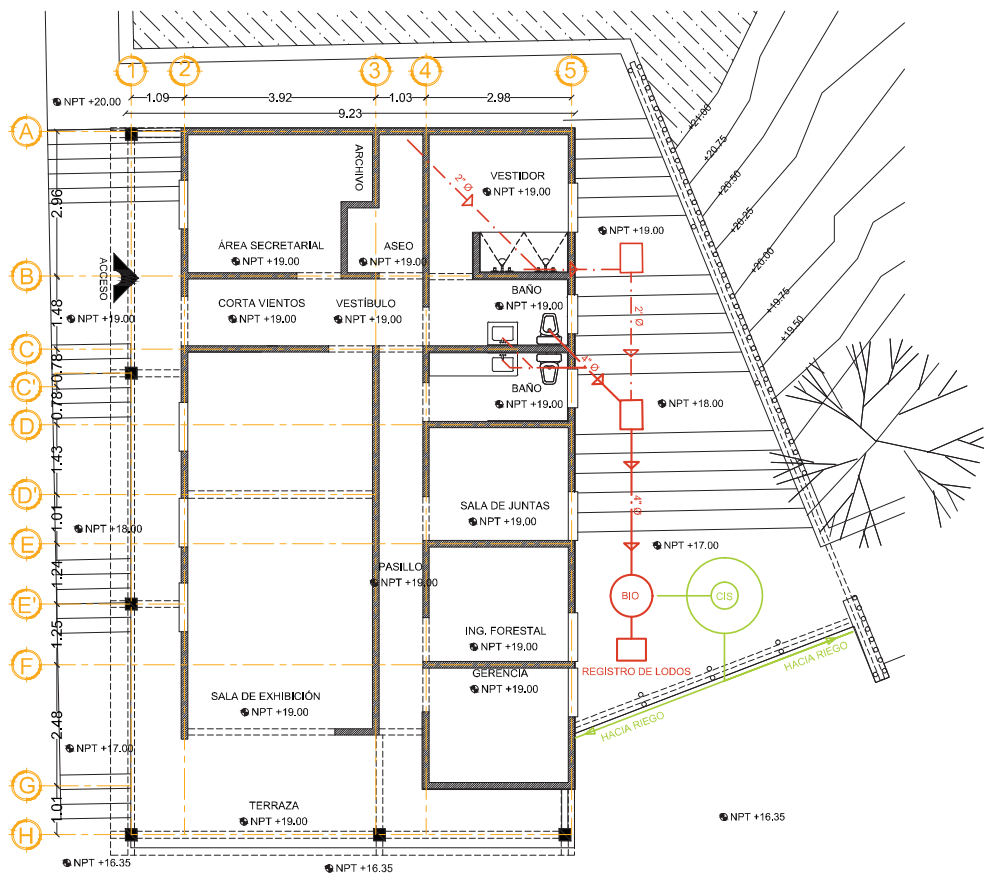 1 2 3 4 5
1.09 3.92 1.03 2.98
9.23
NPT +20.00
A
ARCHIVO
2" Ø
VESTIDOR
NPT +19.00
+21.00
+20.75
+20.50
+20.25
+20.00
+19.75
+19.50
2.96
ÁREA SECRETARIAL
NPT +19.00
ASEO
NPT +19.00
NPT +19.00
B
ACCESO
NPT +19.00
1.48
CORTA VIENTOS
NPT +19.00
VESTÍBULO
NPT +19.00
BAÑO
NPT +19.00
2" Ø
C
0.78
C'
0.78
4" Ø
BAÑO
NPT +19.00
NPT +18.00
D
1.43
D'
1.01
NPT +18.00
SALA DE JUNTAS
NPT +19.00
4" Ø
E
NPT +17.00
1.24
PASILLO
NPT +19.00
E'
BIO
CIS
1.25
ING. FORESTAL
NPT +19.00
HACIA RIEGO
F
GERENCIA
NPT +19.00
REGISTRO DE LODOS
SALA DE EXHIBICIÓN
NPT +19.00
HACIA RIEGO
2.48
NPT +17.00
G
1.01
TERRAZA
NPT +19.00
NPT +16.35
H
NPT +16.35
NPT +16.35